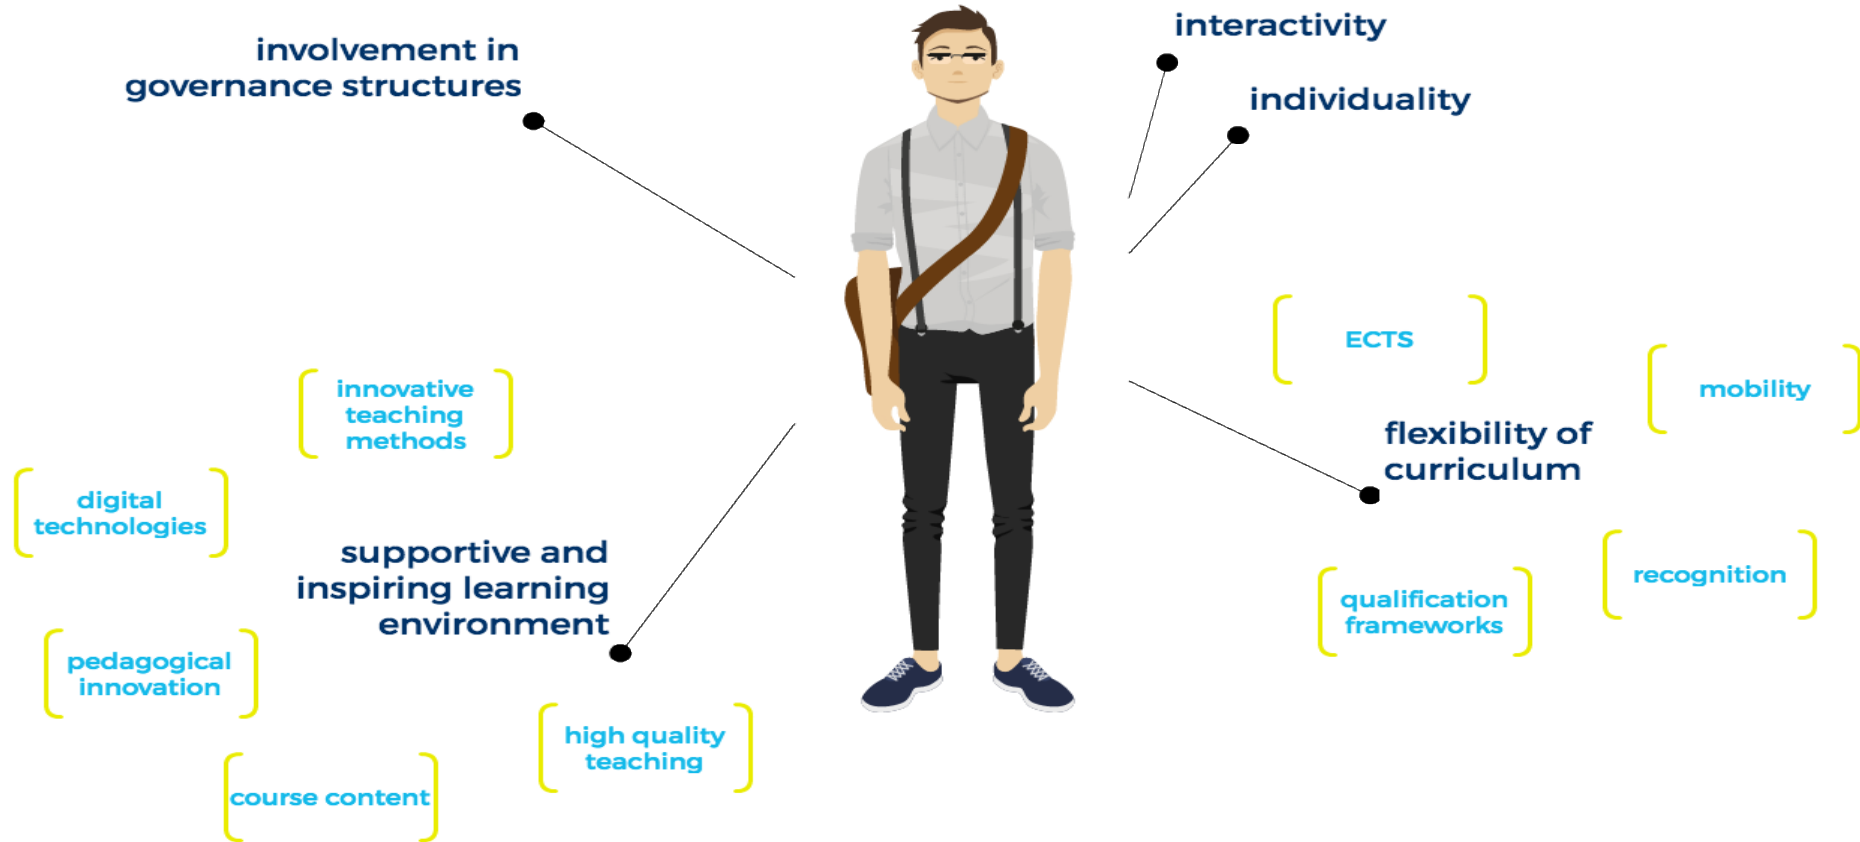 involvement in
governance structures
interactivity
individuality
innovative
teaching
methods
digital
technologies
supportive and
inspiring learning
environment
pedagogical
innovation
high quality
teaching
course content
ECTS
mobility
flexibility of
curriculum
recognition
qualification
frameworks